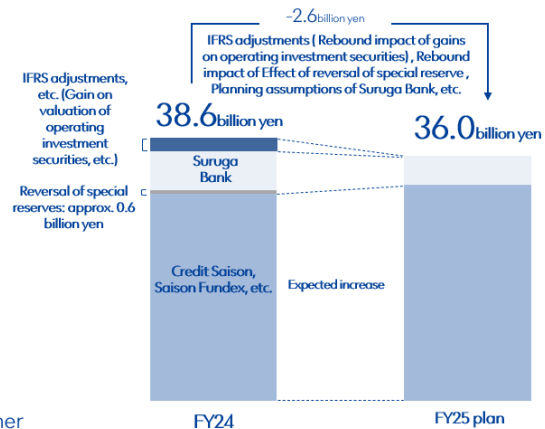 -2.6billion yen
IFRS adjustments ( Rebound impact of gains
on operating investment securities) , Rebound
impact of Effect of reversal of special reserve ,
Planning assumptions of Suruga Bank, etc.
IFRS adjustments,
etc. (Gain on
valuation of
operating
investment
securities, etc.)
38.6billion yen
36.0billion yen
Suruga
Bank
Reversal of special
reserves: approx. 0.6
billion yen
Credit Saison,
Saison Fundex, etc.
Expected increase
FY24
FY25 plan